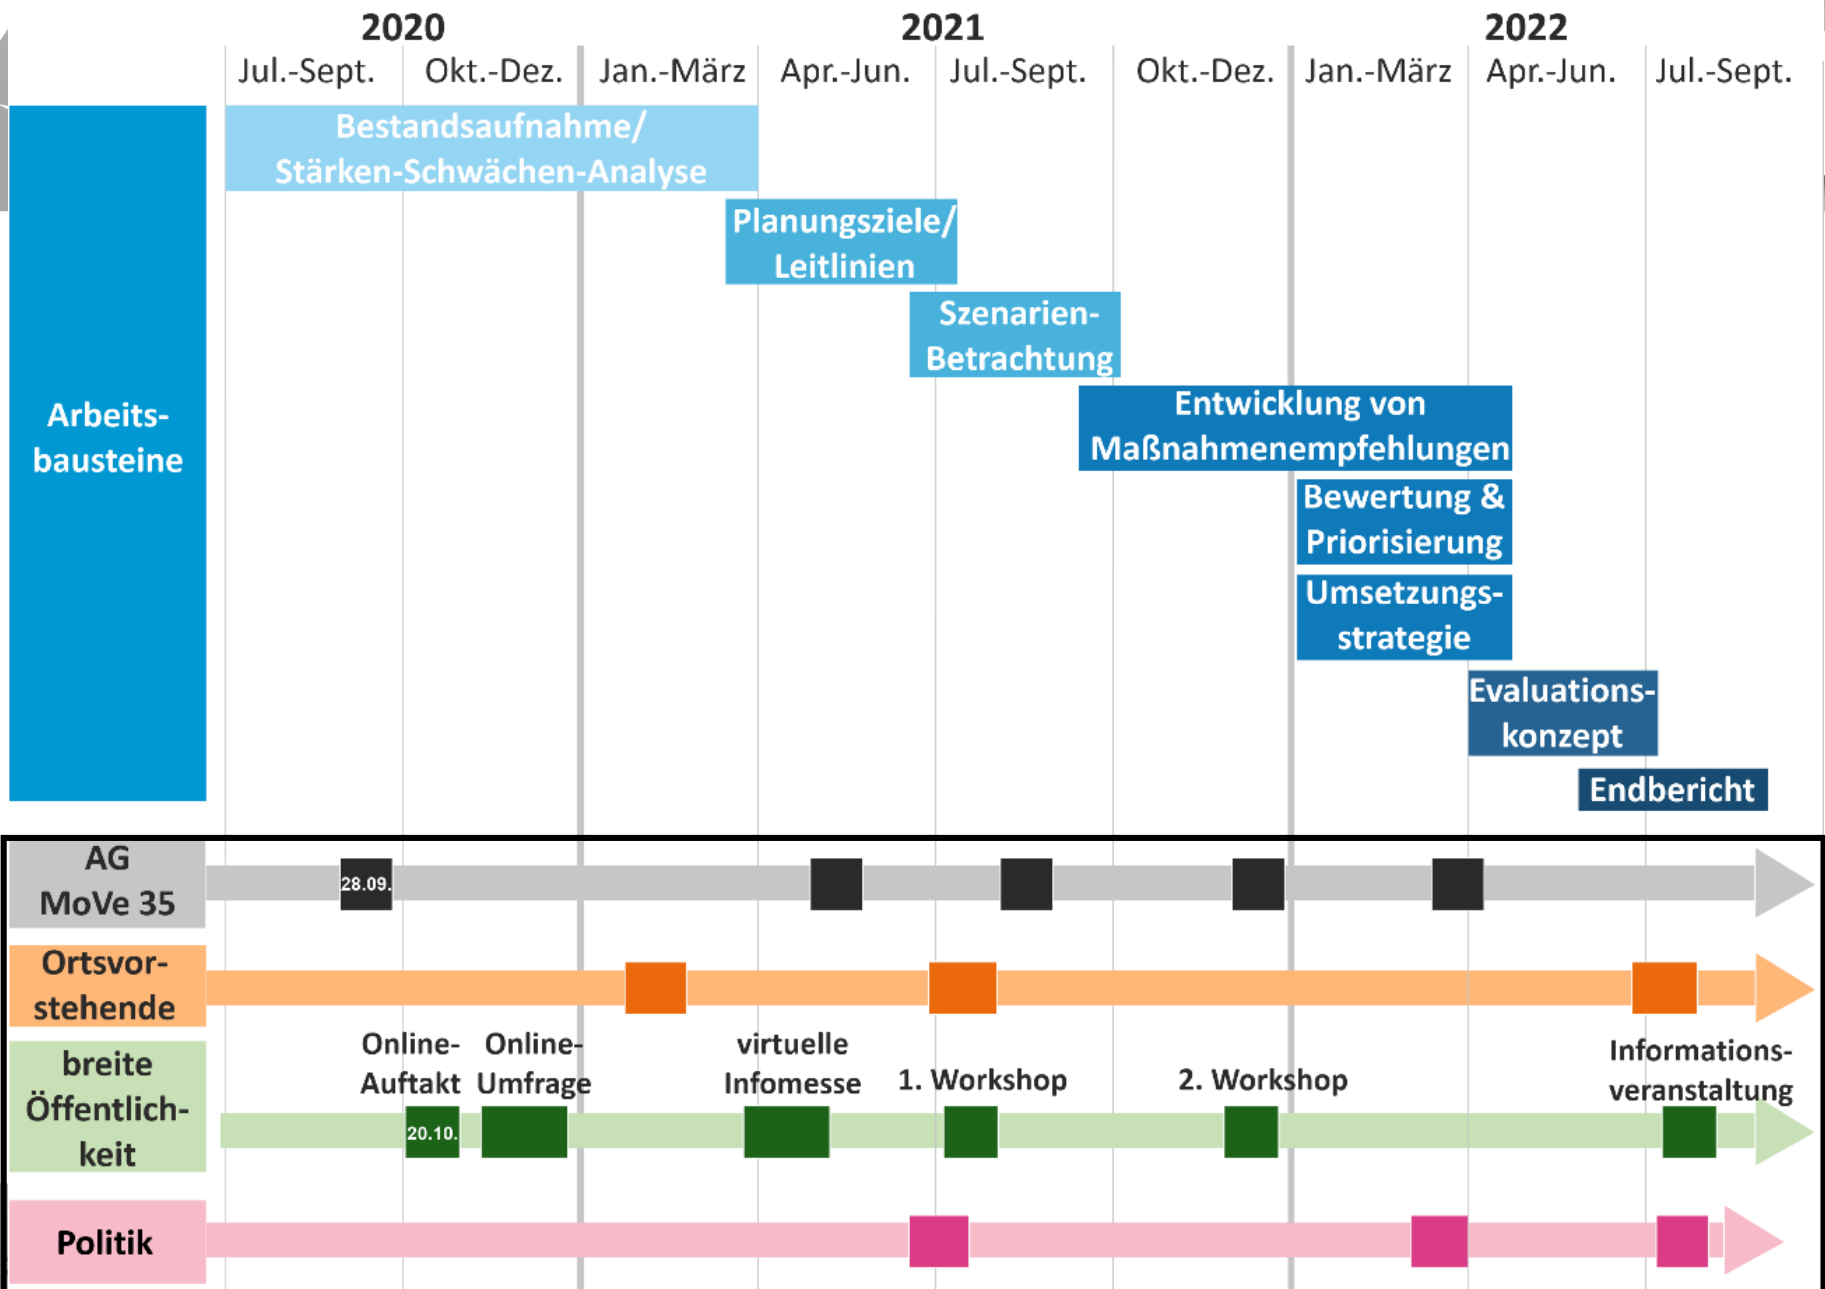 2020 2021 2022
Jul.-Sept. Okt.-Dez. Jan.-März Apr.-Jun. Jul.-Sept. Okt.-Dez. Jan.-März Apr.-Jun. Jul.-Sept.
Arbeits-
bausteine
Bestandsaufnahme/
Stärken-Schwächen-Analyse
Planungsziele/
Leitlinien
Szenarien-
Betrachtung
Entwicklung von
Maßnahmenempfehlungen
Bewertung &
Priorisierung
Umsetzungs-
strategie
Evaluations-
konzept
Endbericht
AG
MoVe 35
28.09.
Ortsvor-
stehende
breite
Öffentlich-
keit
Online-
Auftakt
20.10.
Online-
Umfrage
virtuelle
Infomesse
1. Workshop
2. Workshop
Informations-
veranstaltung
Politik